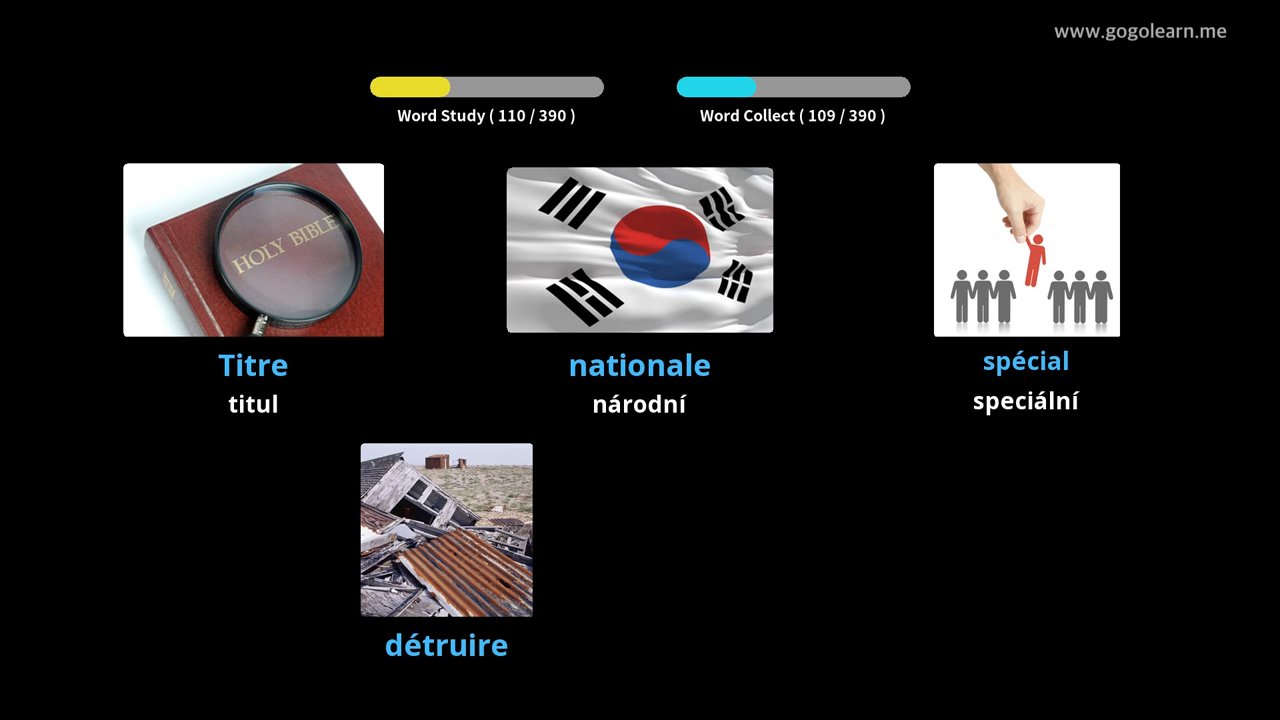 www.gogolearn.me
Word Study ( 110 / 390 )
Word Collect ( 109 / 390 )
HOLY BIBLE
Titre
titul
nationale
národní
spécial
speciální
détruire